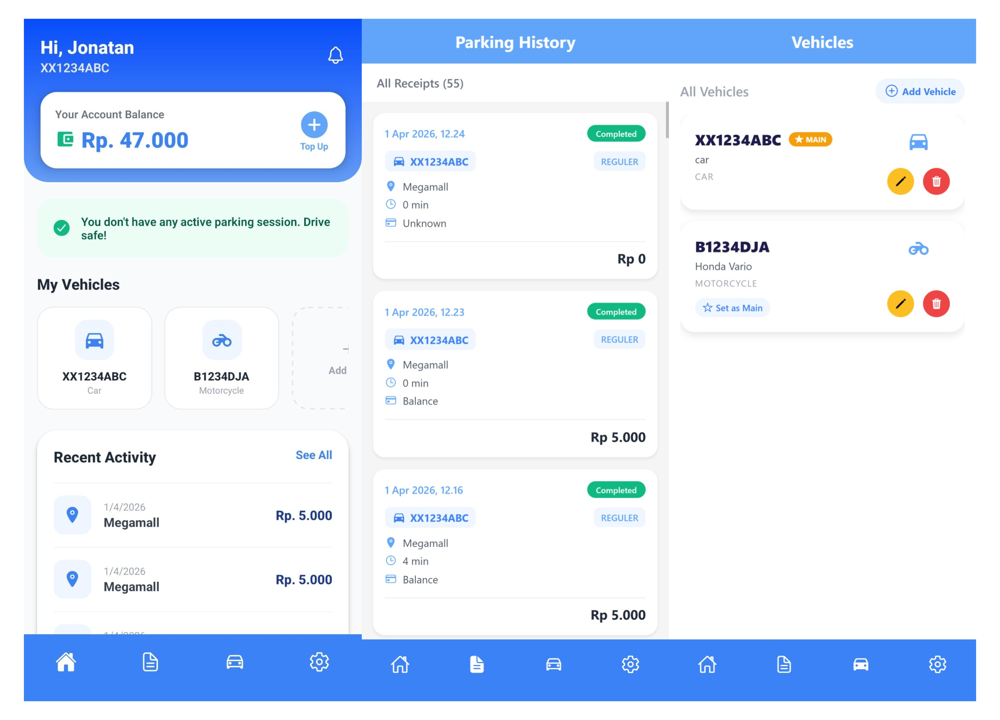 Hi, Jonatan
XX1234ABC
Your Account Balance
Rp. 47.000
Top Up
You don't have any active parking session. Drive
safe!
My Vehicles
XX1234ABC
Car
B1234DJA
Motorcycle
Add
Recent Activity
See All
1/4/2026
Megamall
Rp. 5.000
1/4/2026
Megamall
Rp. 5.000
Parking History
All Receipts (55)
1 Apr 2026, 12.24
Completed
XX1234ABC
REGULER
Megamall
0 min
Unknown
Rp 0
1 Apr 2026, 12.23
Completed
XX1234ABC
REGULER
Megamall
0 min
Balance
Rp 5.000
1 Apr 2026, 12.16
Completed
XX1234ABC
REGULER
Megamall
4 min
Balance
Rp 5.000
Vehicles
All Vehicles
Add Vehicle
XX1234ABC
MAIN
car
CAR
B1234DJA
Honda Vario
MOTORCYCLE
Set as Main